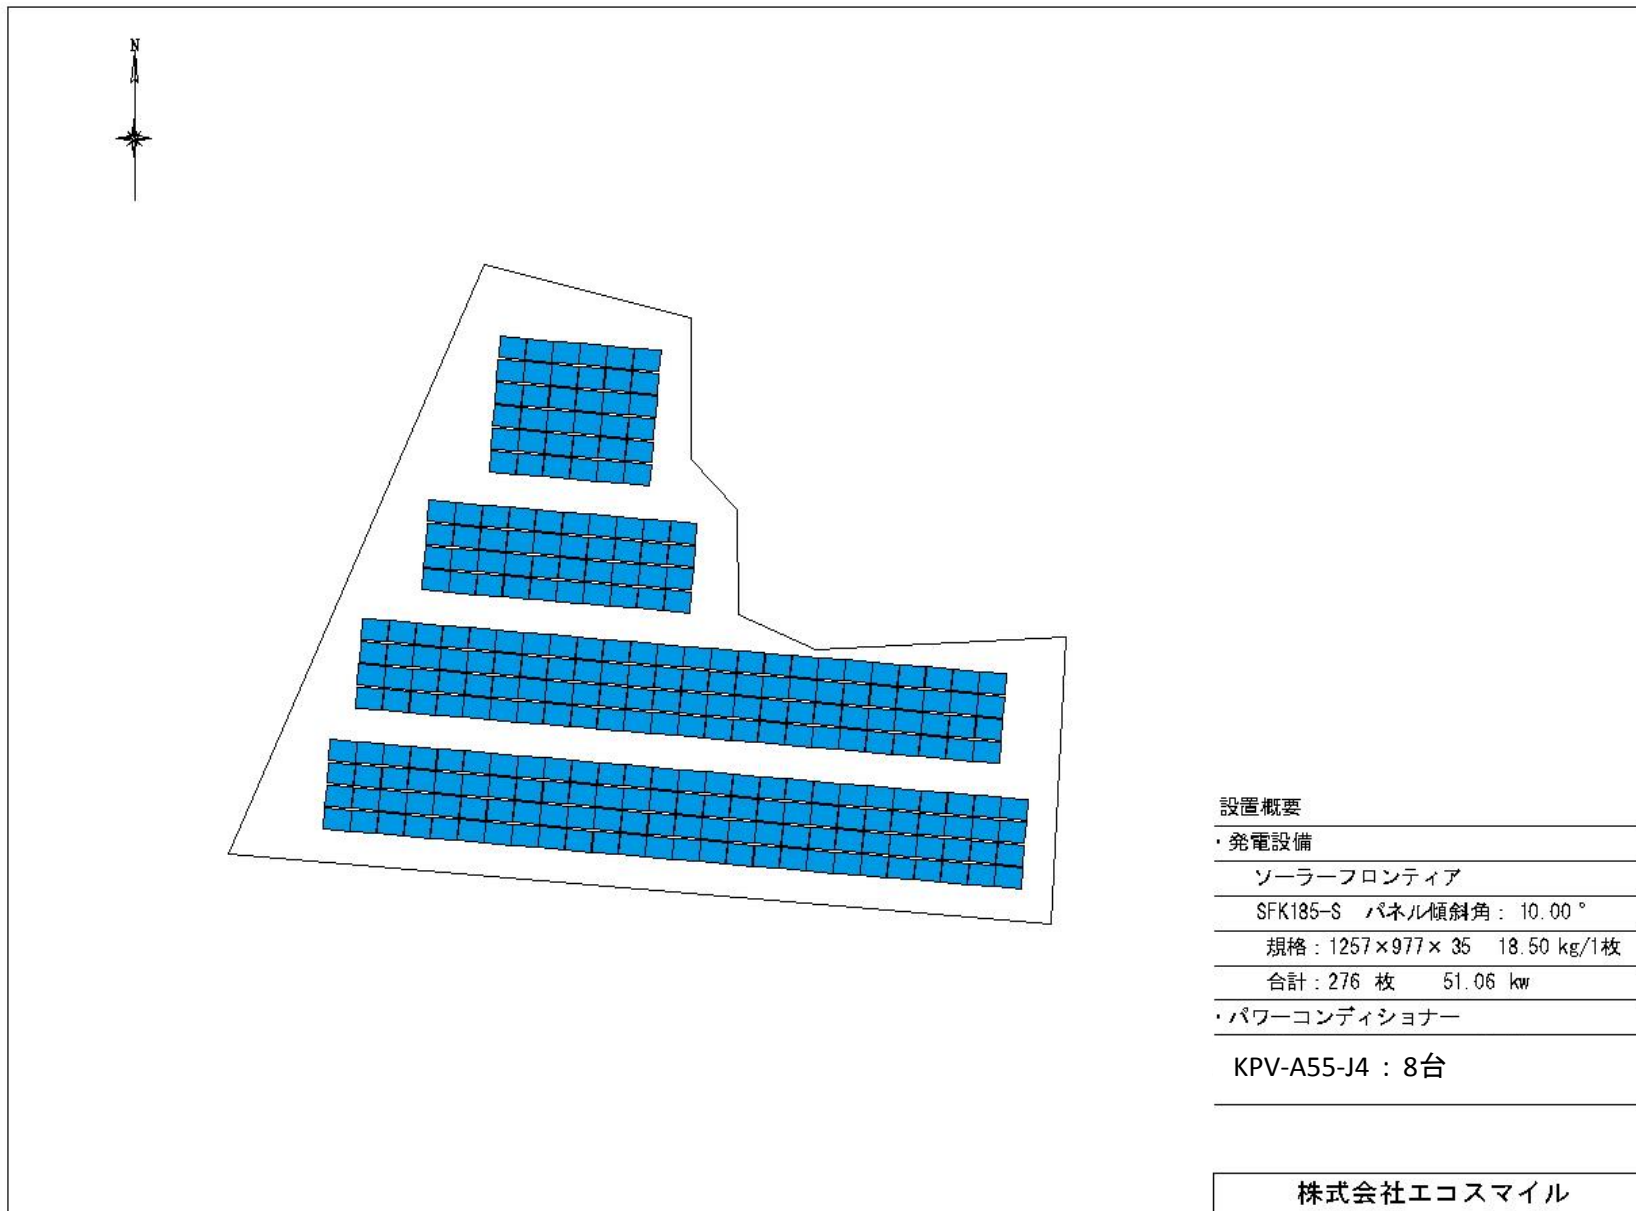 N
設置概要
・発電設備
ソーラーフロンティア
SFK185-S パネル傾斜角：10.00°
規格：1257×977×35 18.50 kg/1枚
合計：276 枚 51.06 kw
・パワーコンディショナー
KPV-A55-J4：8台
株式会社エコスマイル